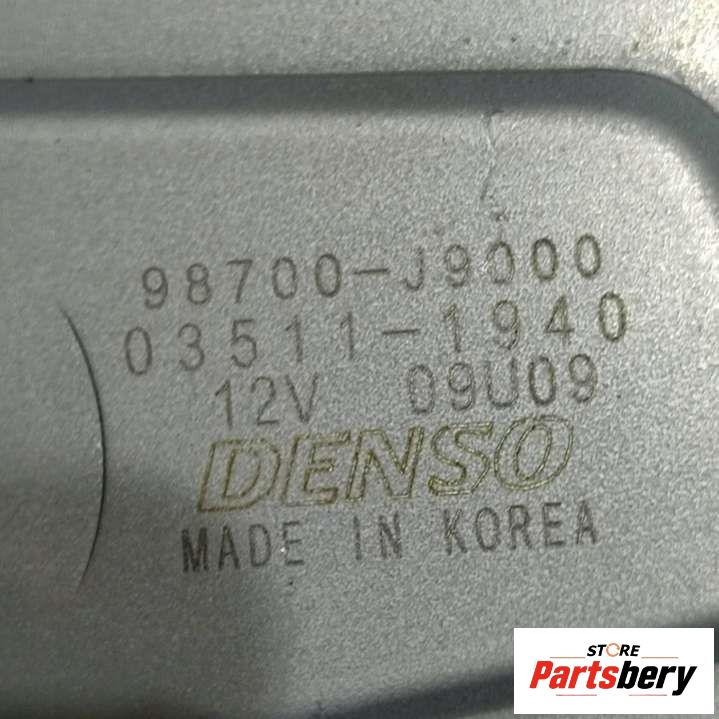 98700-J9000
03511-1940
12V 09U09
DENSO
MADE IN KOREA
STORE
Partsbery